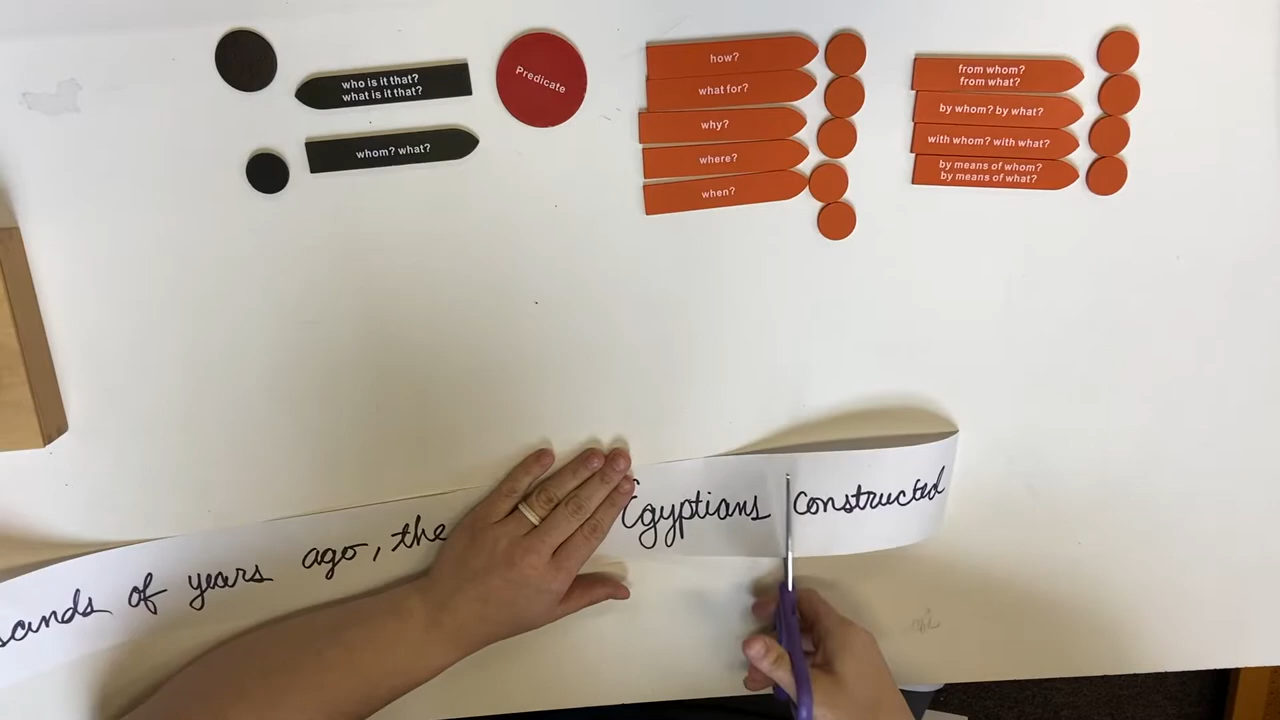 who is it that?
what is it that?
whom? what?
Predicate
how?
what for?
why?
where?
when?
from whom?
from what?
by whom? by what?
with whom? with what?
by means of whom?
by means of what?
sands of years ago, the Egyptians constructed